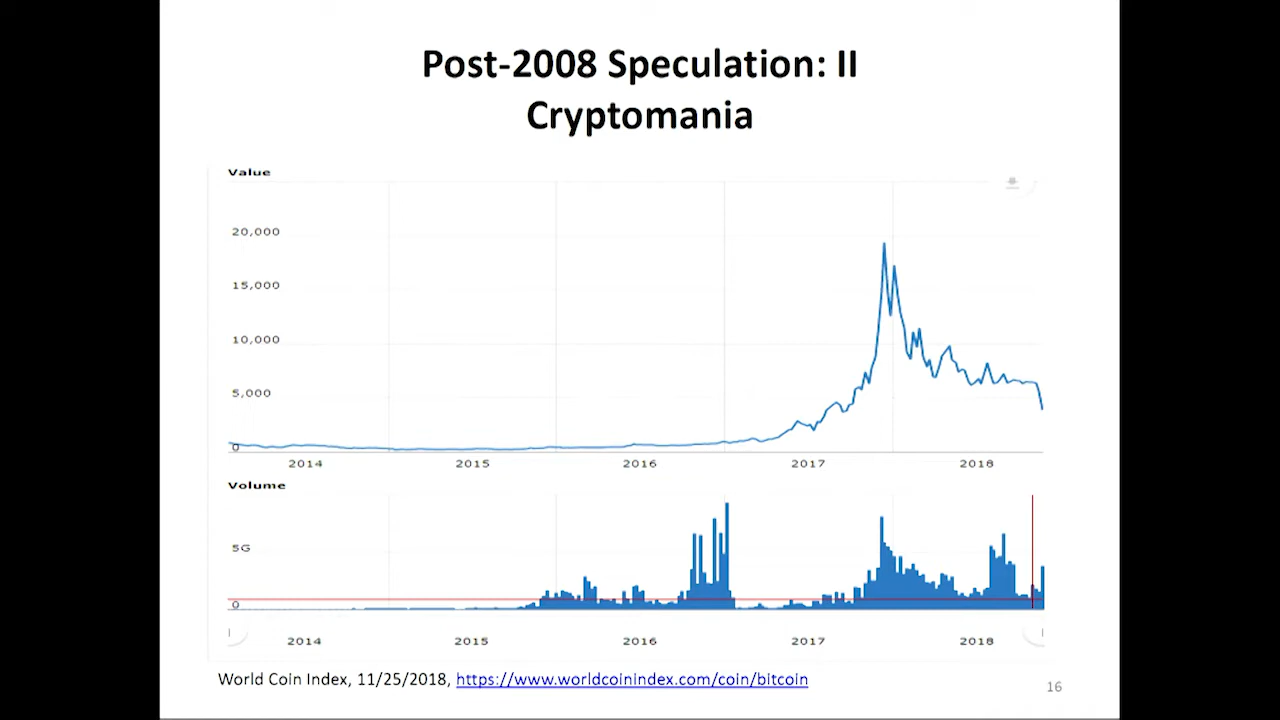 Post-2008 Speculation: II
Cryptomania
Value
20,000
15,000
10,000
5,000
0
2014 2015 2016 2017 2018
Volume
5G
0
2014 2015 2016 2017 2018
World Coin Index, 11/25/2018, https://www.worldcoinindex.com/coin/bitcoin
16